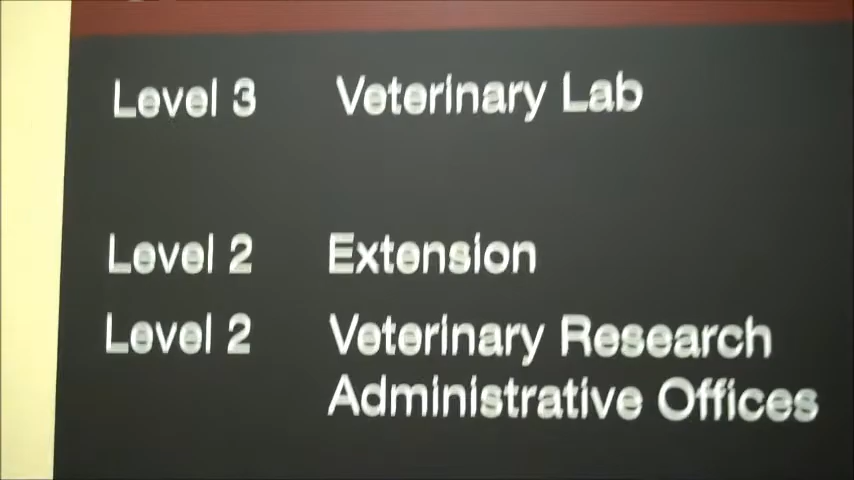 Level 3 Veterinary Lab
Level 2 Extension
Level 2 Veterinary Research
Administrative Offices